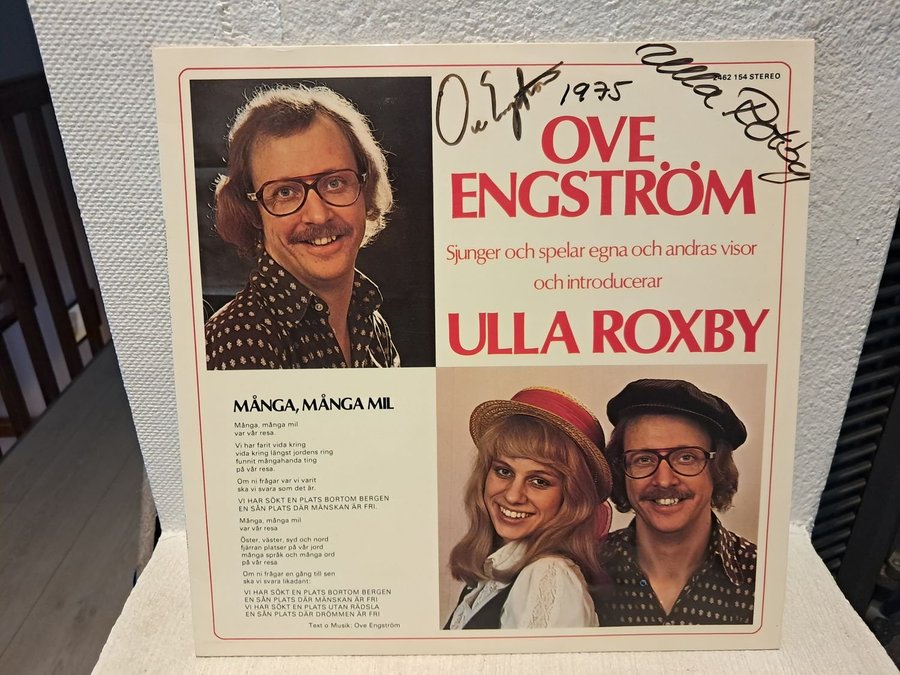 Ove Engström 1975 Ulla Roxby
2462 154 STEREO
OVE
ENGSTRÖM
Sjunger och spelar egna och andras visor
och introducerar
ULLA ROXBY
MÅNGA, MÅNGA MIL
Många, många mil
var vår resa.
Vi har farit vida kring
vida kring längst jordens ring
funnit mångahanda ting
på vår resa.
Om ni frågar var vi varit
ska vi svara som det är.
VI HAR SÖKT EN PLATS BORTOM BERGEN
EN SÅN PLATS DÄR MÄNSKAN ÄR FRI.
Många, många mil
var vår resa
Öster, väster, syd och nord
fjärran platser på vår jord
många språk och många ord
på vår resa
Om ni frågar en gång till sen
ska vi svara likadant:
VI HAR SÖKT EN PLATS BORTOM BERGEN
EN SÅN PLATS DÄR MÄNSKAN ÄR FRI
VI HAR SÖKT EN PLATS UTAN RÄDSLA
EN SÅN PLATS DÄR DRÖMMEN ÄR FRI
Text o Musik: Ove Engström